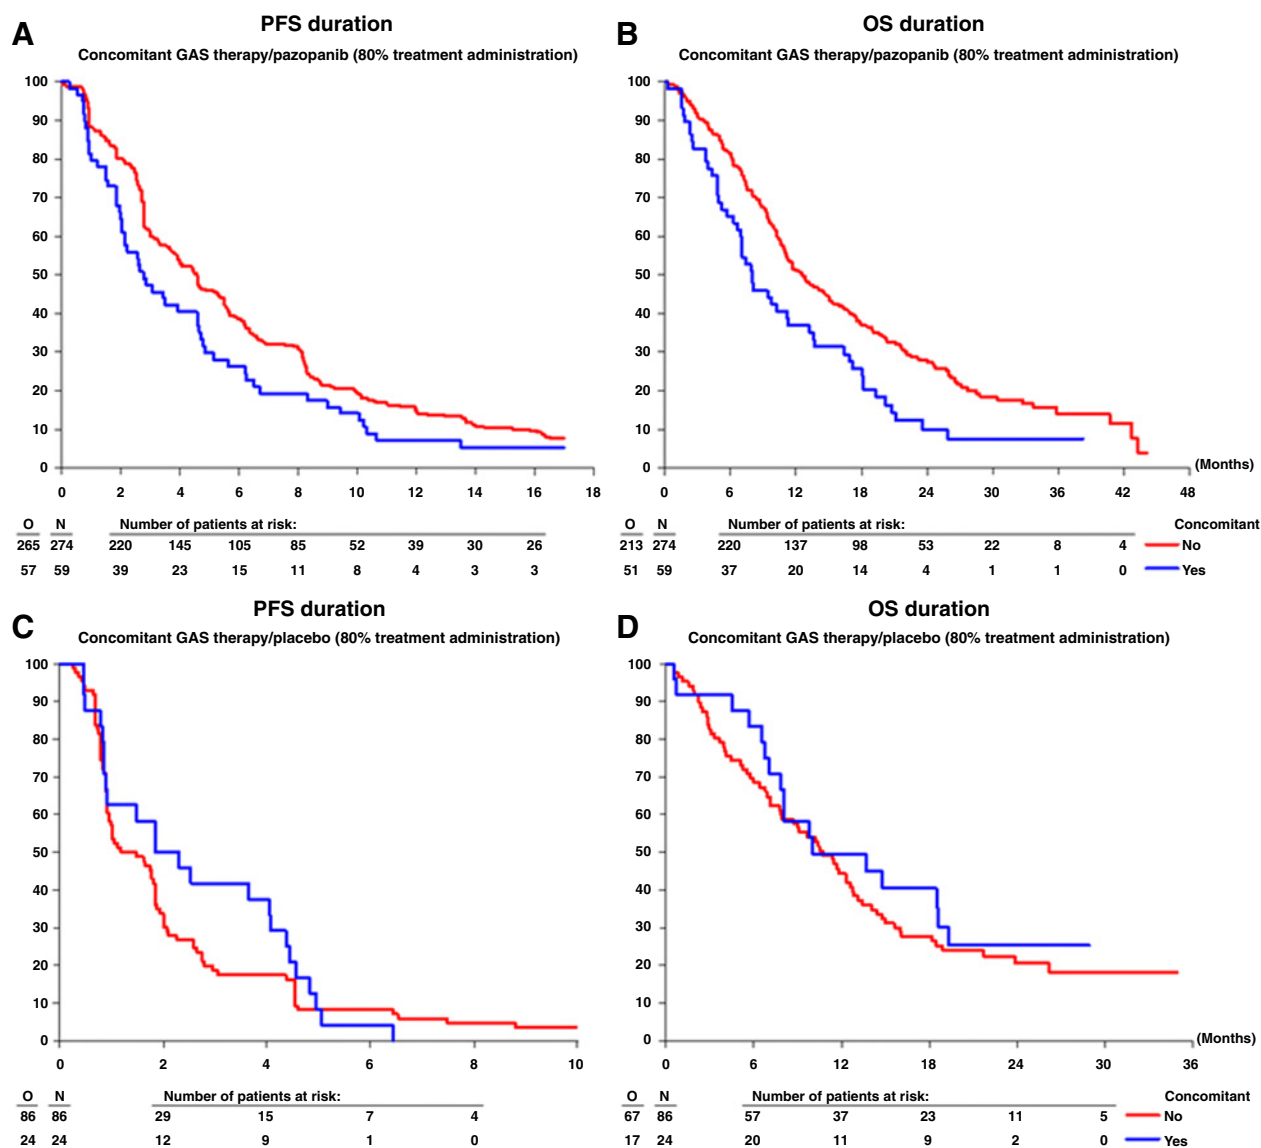 A
PFS duration
Concomitant GAS therapy/pazopanib (80% treatment administration)
100
90
80
70
60
50
40
30
20
10
0
0 2 4 6 8 10 12 14 16 18
O N Number of patients at risk:
265 274 220 145 105 85 52 39 30 26
57 59 39 23 15 11 8 4 3 3
B
OS duration
Concomitant GAS therapy/pazopanib (80% treatment administration)
100
90
80
70
60
50
40
30
20
10
0
(Months)
0 6 12 18 24 30 36 42 48
O N Number of patients at risk: Concomitant
213 274 220 137 98 53 22 8 4 No
51 59 37 20 14 4 1 1 0 Yes
C
PFS duration
Concomitant GAS therapy/placebo (80% treatment administration)
100
90
80
70
60
50
40
30
20
10
0
0 2 4 6 8 10
O N Number of patients at risk:
86 86 29 15 7 4
24 24 12 9 1 0
D
OS duration
Concomitant GAS therapy/placebo (80% treatment administration)
100
90
80
70
60
50
40
30
20
10
0
(Months)
0 6 12 18 24 30 36
O N Number of patients at risk: Concomitant
67 86 57 37 23 11 5 No
17 24 20 11 9 2 0 Yes